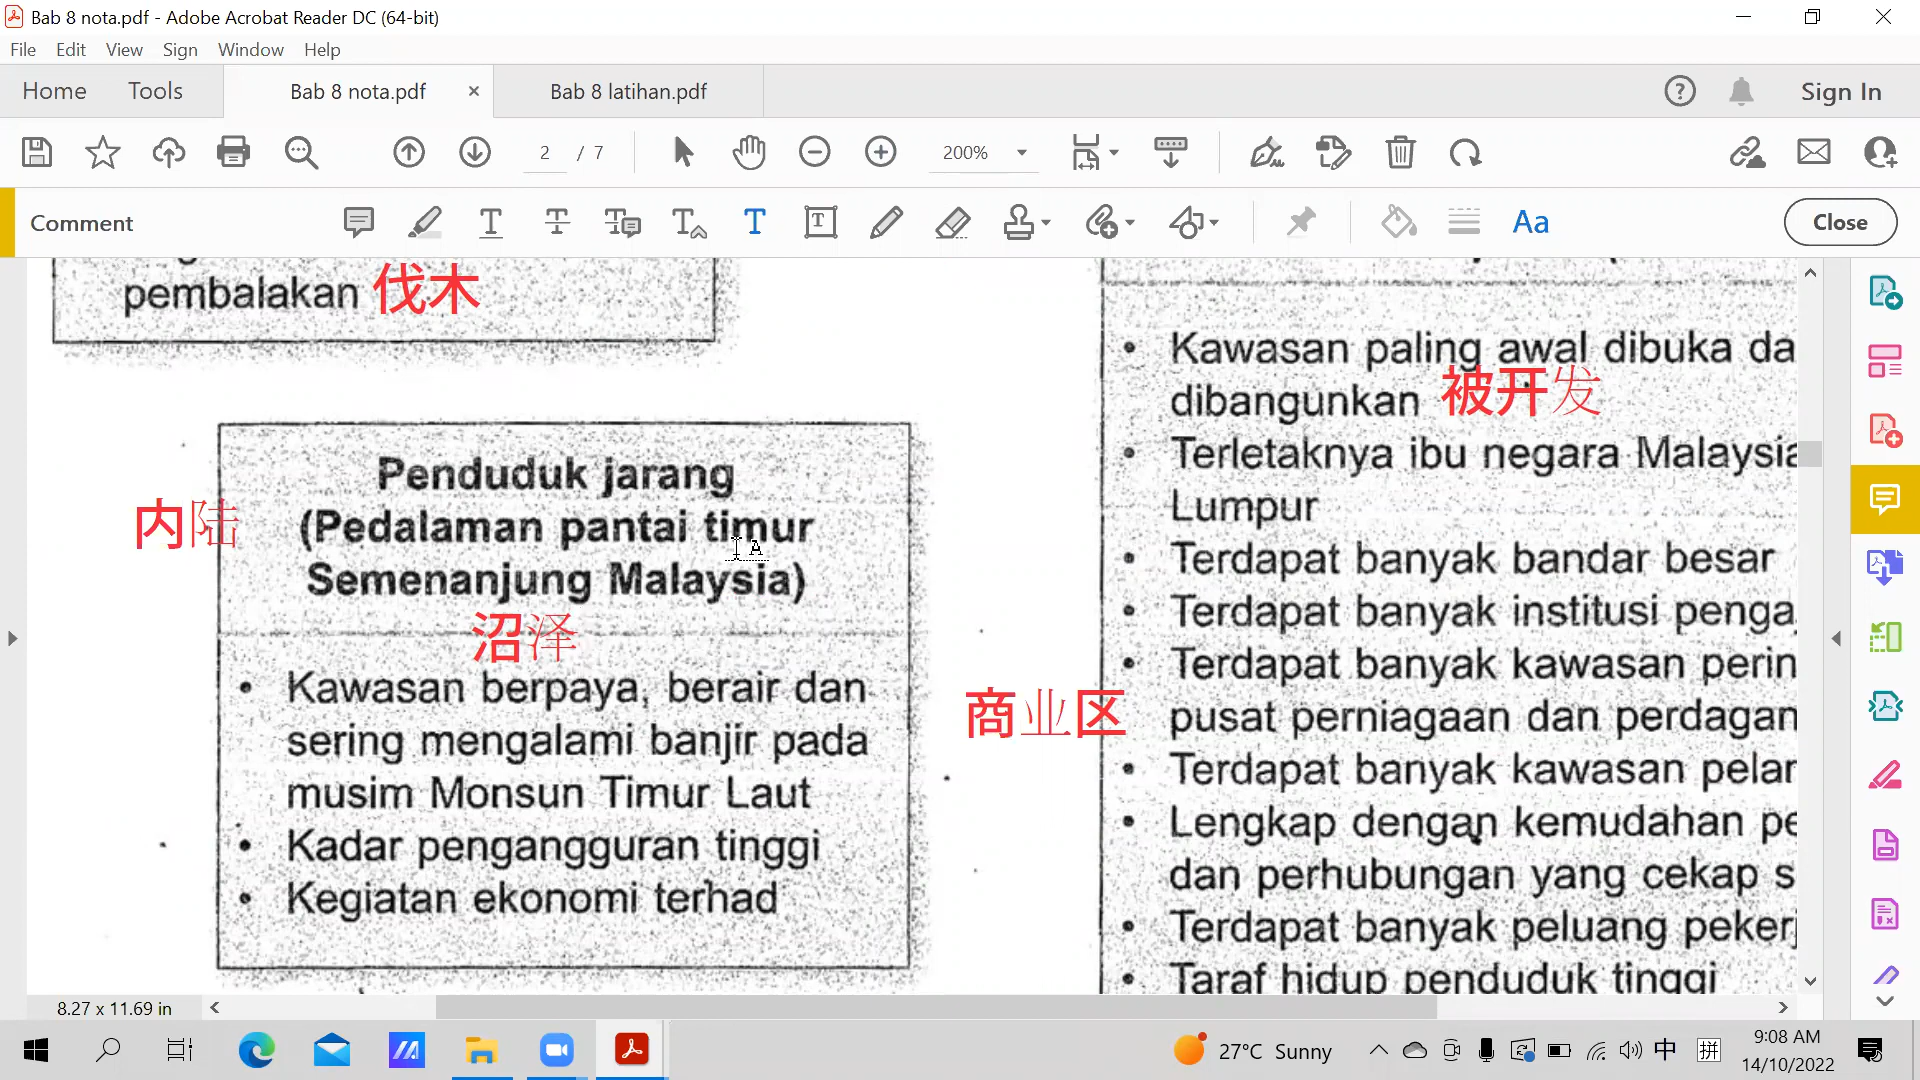 Bab 8 nota.pdf - Adobe Acrobat Reader DC (64-bit)
File Edit View Sign Window Help
Home Tools Bab 8 nota.pdf × Bab 8 latihan.pdf Sign In
2 / 7 200%
Comment Aa Close
pembalakan 伐木
Penduduk jarang
内陆 (Pedalaman pantai timur
Semenanjung Malaysia)
沼泽
• Kawasan berpaya, berair dan
sering mengalami banjir pada
musim Monsun Timur Laut
• Kadar pengangguran tinggi
• Kegiatan ekonomi terhad
• Kawasan paling awal dibuka da
dibangunkan 被开发
• Terletaknya ibu negara Malaysia
Lumpur
• Terdapat banyak bandar besar
• Terdapat banyak institusi penga
• Terdapat banyak kawasan perin
商业区 pusat perniagaan dan perdagan
• Terdapat banyak kawasan pelan
• Lengkap dengan kemudahan pe
dan perhubungan yang cekap s
• Terdapat banyak peluang peker
• Taraf hidup penduduk tinggi
8.27 x 11.69 in
27°C Sunny 中 拼 9:08 AM
14/10/2022